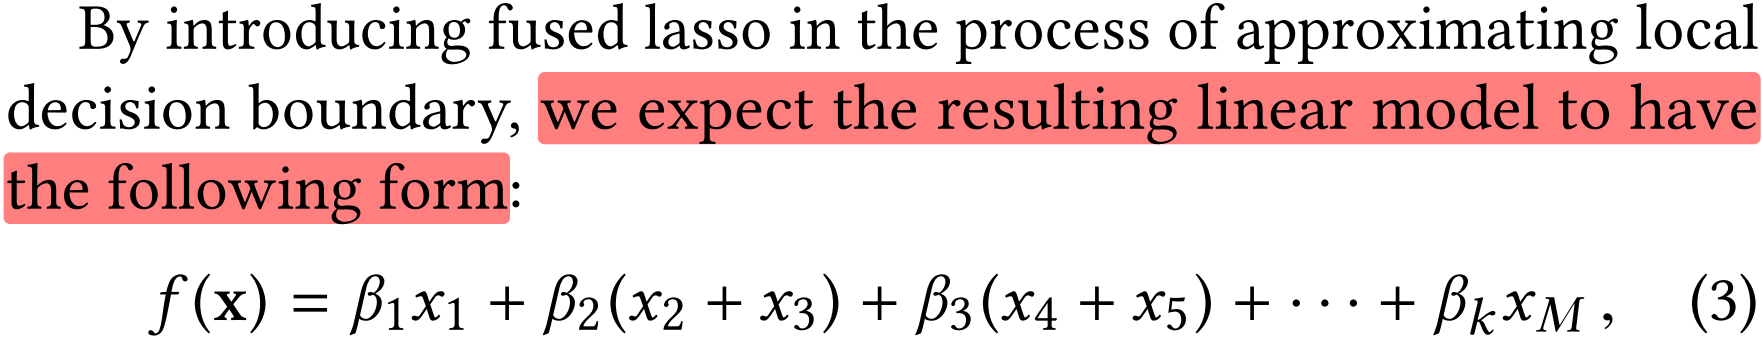 By introducing fused lasso in the process of approximating local
decision boundary, we expect the resulting linear model to have
the following form:
f(x) = β₁x₁ + β₂(x₂ + x₃) + β₃(x₄ + x₅) + · · · + βₖx_M , (3)